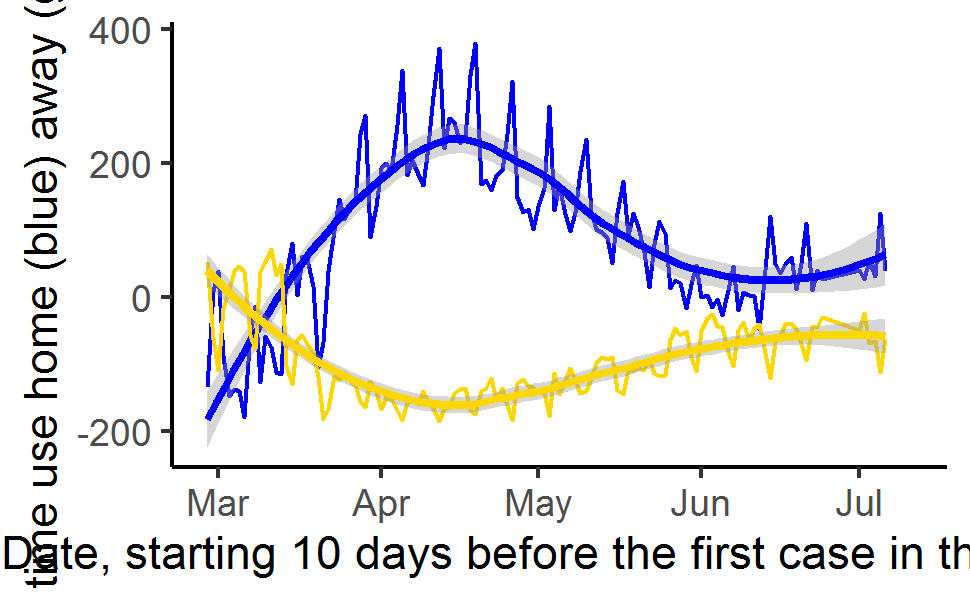 time use home (blue) away (
400
200
0
-200
Mar Apr May Jun Jul
Date, starting 10 days before the first case in th